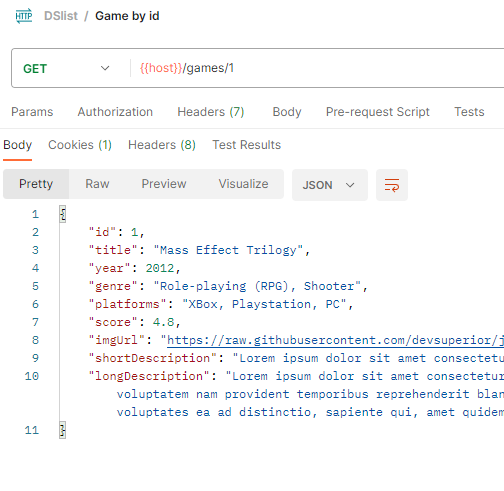 HTTP DSlist / Game by id
GET {{host}}/games/1
Params Authorization Headers (7) Body Pre-request Script Tests
Body Cookies (1) Headers (8) Test Results
Pretty Raw Preview Visualize JSON
1 {
2 "id": 1,
3 "title": "Mass Effect Trilogy",
4 "year": 2012,
5 "genre": "Role-playing (RPG), Shooter",
6 "platforms": "XBox, Playstation, PC",
7 "score": 4.8,
8 "imgUrl": "https://raw.githubusercontent.com/devsuperior/j
9 "shortDescription": "Lorem ipsum dolor sit amet consectetu
10 "longDescription": "Lorem ipsum dolor sit amet consectetur
voluptatem nam provident temporibus reprehenderit blan
voluptates ea ad distinctio, sapiente qui, amet quidem
11 }